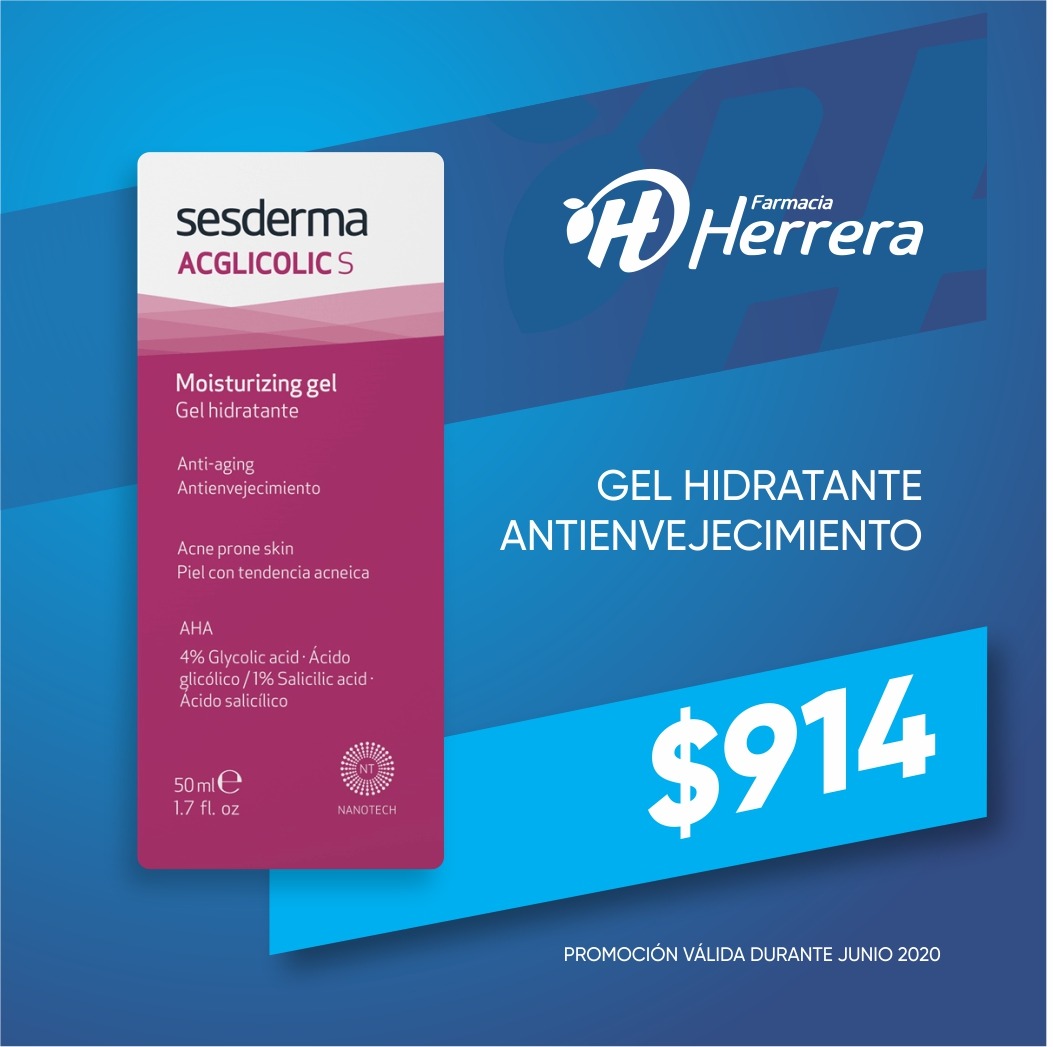 sesderma
ACGLICOLIC S
Moisturizing gel
Gel hidratante
Anti-aging
Antienvejecimiento
Acne prone skin
Piel con tendencia acneica
AHA
4% Glycolic acid · Ácido
glicólico / 1% Salicilic acid ·
Ácido salicílico
50 ml e
1.7 fl. oz
NT
NANOTECH
H
Farmacia
Herrera
GEL HIDRATANTE
ANTIENVEJECIMIENTO
$914
PROMOCIÓN VÁLIDA DURANTE JUNIO 2020